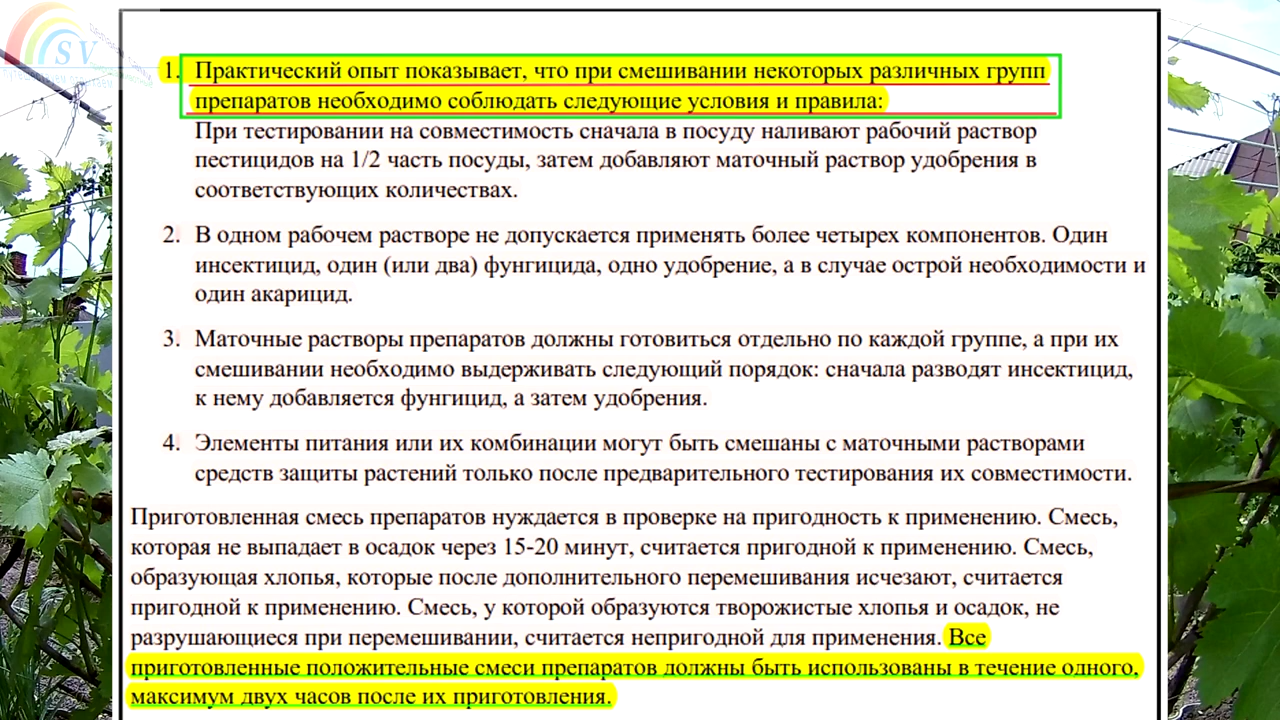 SV
1. Практический опыт показывает, что при смешивании некоторых различных групп
препаратов необходимо соблюдать следующие условия и правила:
При тестировании на совместимость сначала в посуду наливают рабочий раствор
пестицидов на 1/2 часть посуды, затем добавляют маточный раствор удобрения в
соответствующих количествах.
2. В одном рабочем растворе не допускается применять более четырех компонентов. Один
инсектицид, один (или два) фунгицида, одно удобрение, а в случае острой необходимости и
один акарицид.
3. Маточные растворы препаратов должны готовиться отдельно по каждой группе, а при их
смешивании необходимо выдерживать следующий порядок: сначала разводят инсектицид,
к нему добавляется фунгицид, а затем удобрения.
4. Элементы питания или их комбинации могут быть смешаны с маточными растворами
средств защиты растений только после предварительного тестирования их совместимости.
Приготовленная смесь препаратов нуждается в проверке на пригодность к применению. Смесь,
которая не выпадает в осадок через 15-20 минут, считается пригодной к применению. Смесь,
образующая хлопья, которые после дополнительного перемешивания исчезают, считается
пригодной к применению. Смесь, у которой образуются творожистые хлопья и осадок, не
разрушающиеся при перемешивании, считается непригодной для применения. Все
приготовленные положительные смеси препаратов должны быть использованы в течение одного,
максимум двух часов после их приготовления.